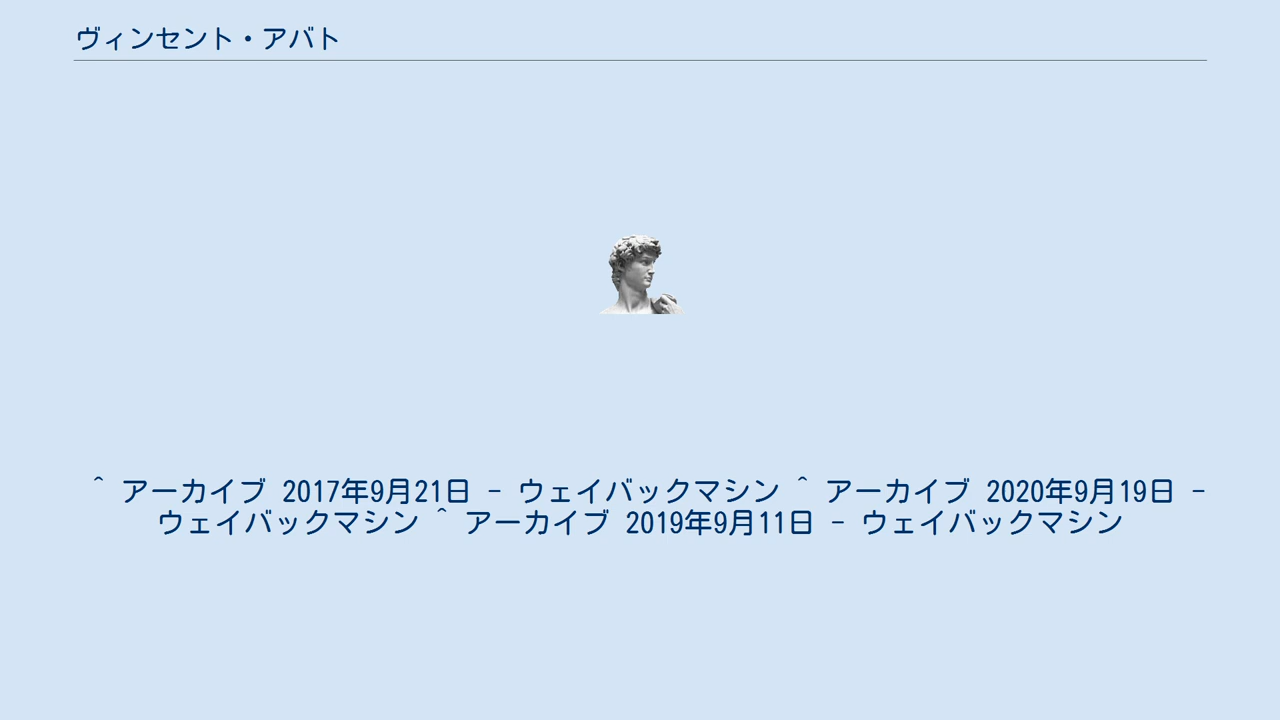 ヴィンセント・アバト
^ アーカイブ 2017年9月21日 - ウェイバックマシン ^ アーカイブ 2020年9月19日 -
ウェイバックマシン ^ アーカイブ 2019年9月11日 - ウェイバックマシン